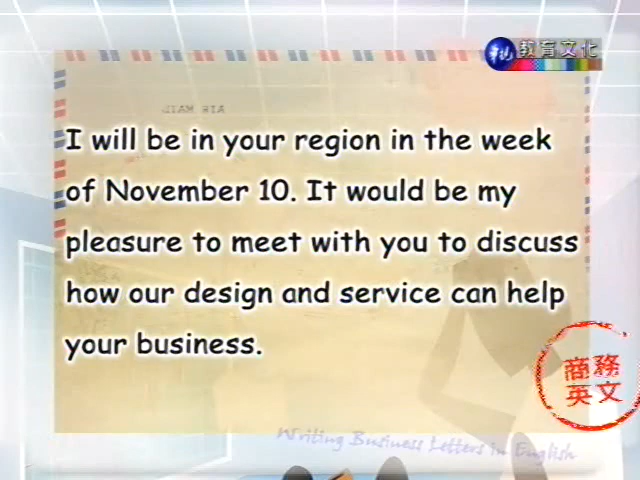 教育文化
AIR MAIL
I will be in your region in the week
of November 10. It would be my
pleasure to meet with you to discuss
how our design and service can help
your business.
商務
英文
Writing Business Letters in English